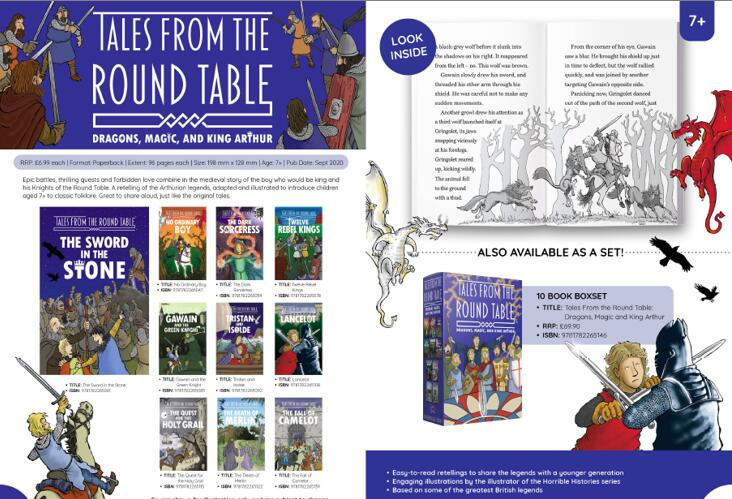 TALES FROM THE
ROUND TABLE
DRAGONS, MAGIC, AND KING ARTHUR
RRP: £6.99 each | Format: Paperback | Extent: 96 pages each | Size: 198 mm x 128 mm | Age: 7+ | Pub Date: Sept 2020
Epic battles, thrilling quests and forbidden love combine in the medieval story of the boy who would be king and
his Knights of the Round Table. A retelling of the Arthurian legends, adapted and illustrated to introduce children
aged 7+ to classic folklore. Great to share aloud, just like the original tales.
TALES FROM THE ROUND TABLE
THE SWORD
IN THE
STONE
TITLE: The Sword in the Stone
ISBN:
NO ORDINARY
BOY
TITLE: No Ordinary Boy
ISBN:
THE DARK
SORCERESS
TITLE: The Dark
Sorceress
ISBN:
TWELVE
REBEL KINGS
TITLE: Twelve Rebel
Kings
ISBN:
GAWAIN
AND THE
GREEN KNIGHT
TITLE: Gawain and the
Green Knight
ISBN:
TRISTAN
AND
ISOLDE
TITLE: Tristan and
Isolde
ISBN:
LANCELOT
TITLE: Lancelot
ISBN:
THE QUEST
FOR THE
HOLY GRAIL
TITLE: The Quest for
the Holy Grail
ISBN:
THE DEATH OF
MERLIN
TITLE: The Death of
Merlin
ISBN:
THE FALL OF
CAMELOT
TITLE: The Fall of
Camelot
ISBN:
LOOK
INSIDE
7+
black-grey wolf before it slunk into
the shadows on his right. It reappeared
from the left – no. This wolf was brown.
Gawain slowly drew his sword, and
threaded his other arm through his
shield. He was careful not to make any
sudden movements.
Another growl drew his attention as
a third wolf launched itself at
Gringolet, its jaws
snapping viciously
at his forelegs.
Gringolet reared
up, kicking wildly.
The animal fell
to the ground
with a thud.
From the corner of his eye, Gawain
saw a blur. He brought his shield up just
in time to deflect, but the wolf rallied
quickly, and was joined by another
targeting Gawain's opposite side.
Panicking now, Gringolet danced
out of the path of the second wolf, just
ALSO AVAILABLE AS A SET!
TALES FROM THE
ROUND TABLE
DRAGONS, MAGIC, AND KING ARTHUR
10 BOOK BOXSET
TITLE: Tales From the Round Table:
Dragons, Magic and King Arthur
RRP: £69.90
ISBN: 9781782265146
Easy-to-read retellings to share the legends with a younger generation
Engaging illustrations by the illustrator of the Horrible Histories series
Based on some of the greatest British legends